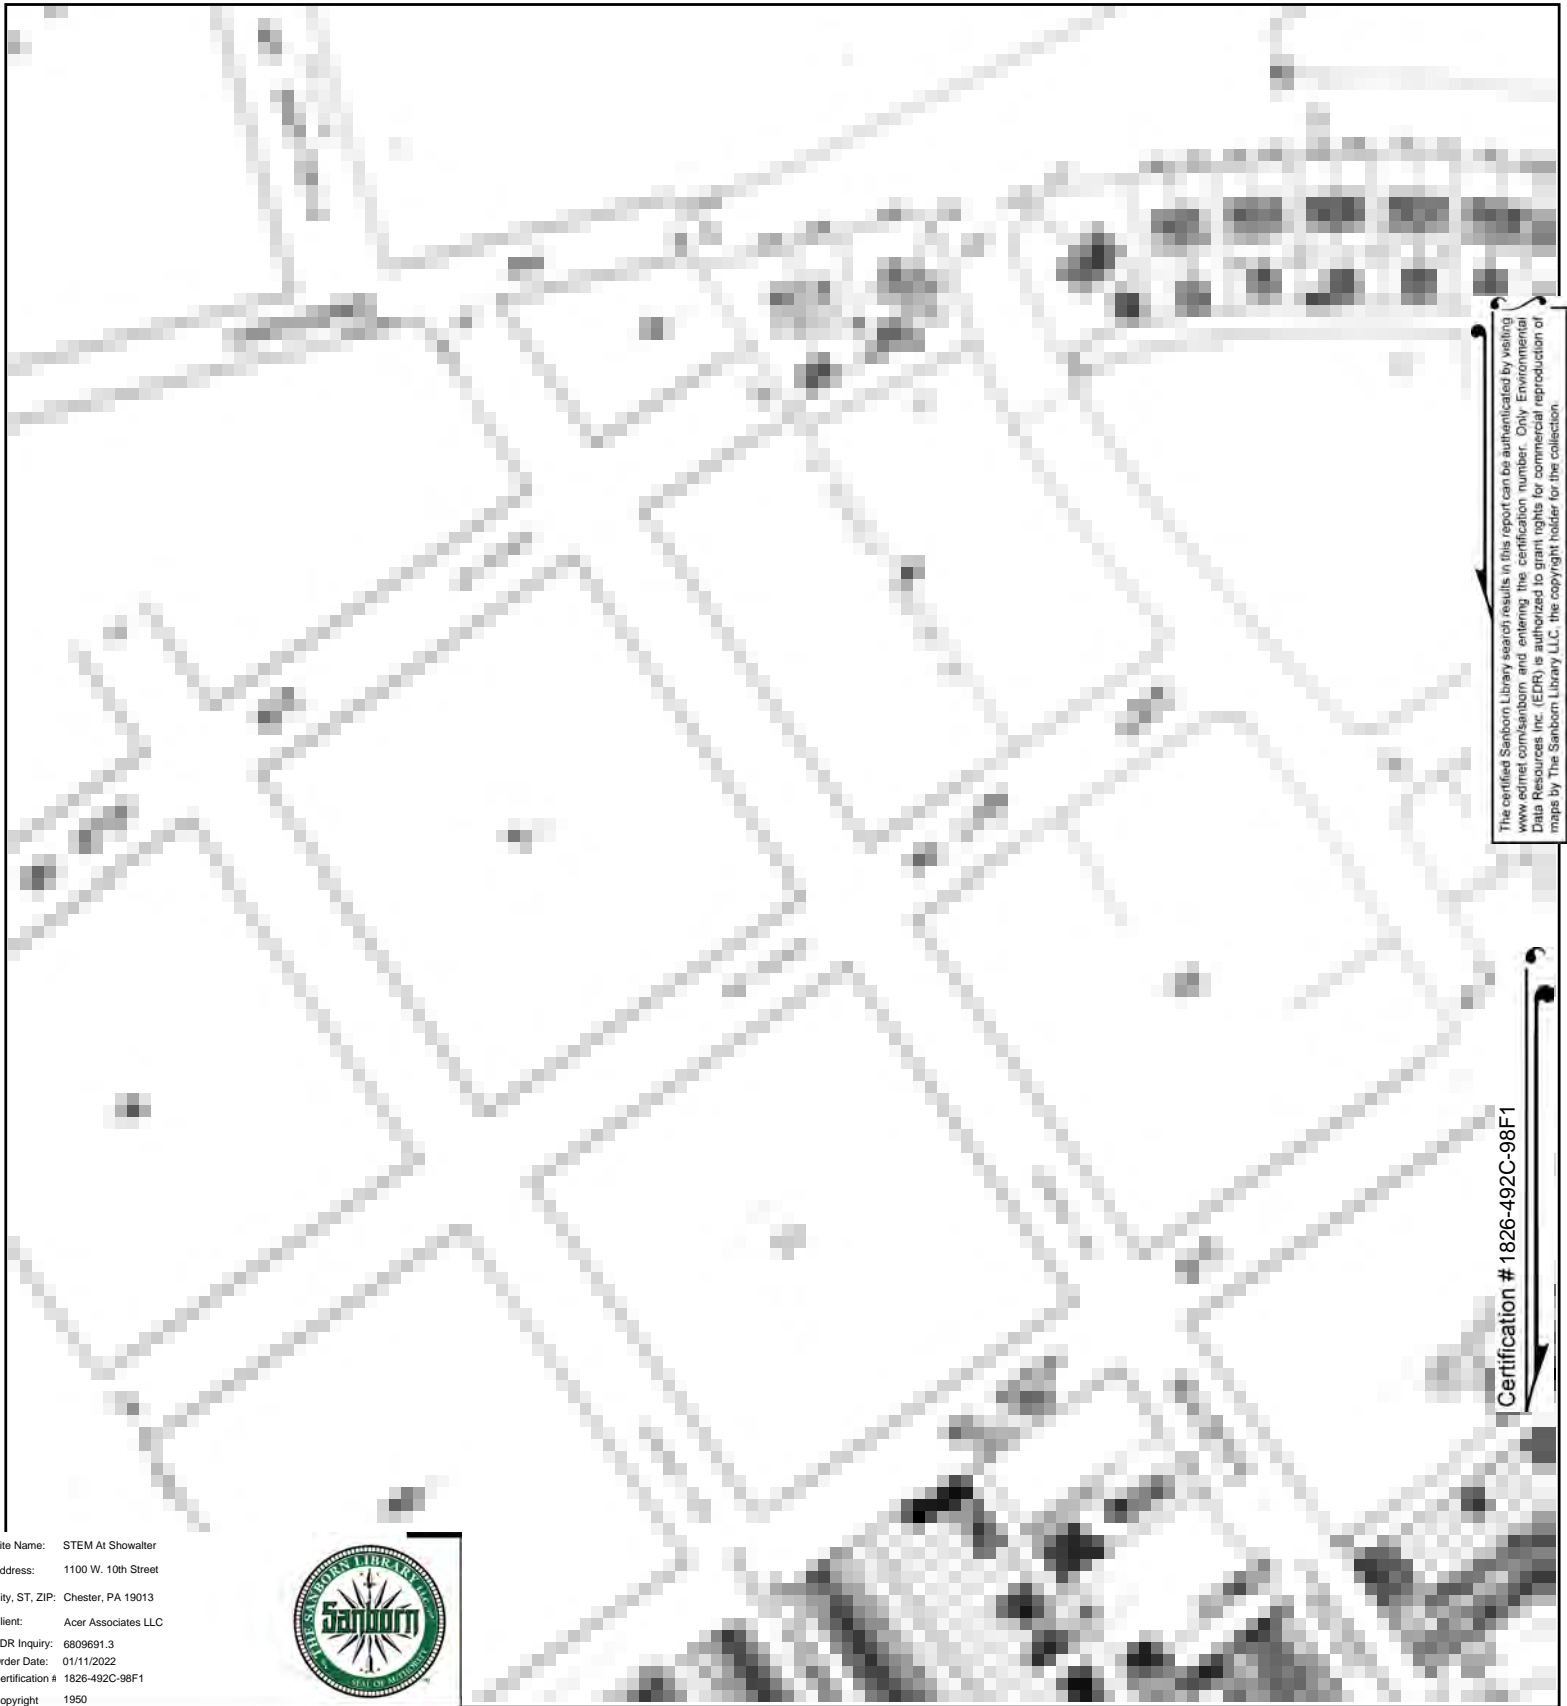 The certified Sanborn Library search results in this report can be authenticated by visiting
www.edrnet.com/sanborn and entering the certification number. Only Environmental
Data Resources Inc. (EDR) is authorized to grant rights for commercial reproduction of
maps by The Sanborn Library LLC, the copyright holder for the collection.
Certification # 1826-492C-98F1
ite Name: STEM At Showalter
ddress: 1100 W. 10th Street
ity, ST, ZIP: Chester, PA 19013
lient: Acer Associates LLC
DR Inquiry: 6809691.3
rder Date: 01/11/2022
ertification # 1826-492C-98F1
opyright 1950
THE SANBORN LIBRARY, LLC
Sanborn
SEAL OF AUTHORITY